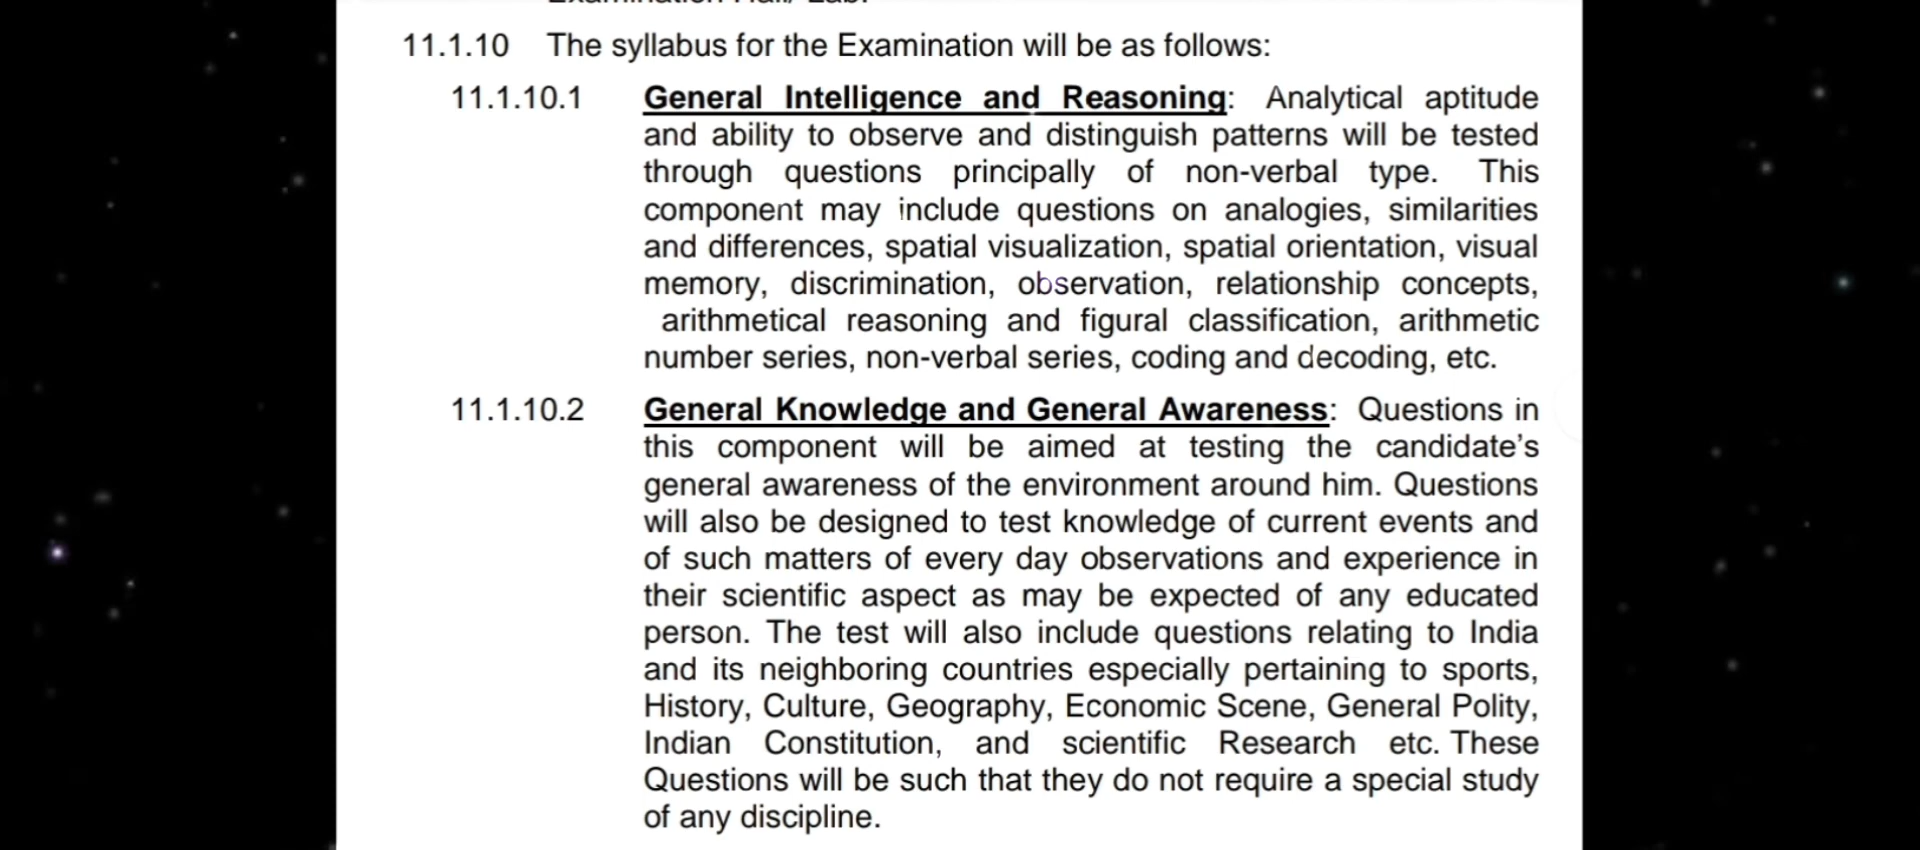 11.1.10 The syllabus for the Examination will be as follows:
11.1.10.1 General Intelligence and Reasoning: Analytical aptitude
and ability to observe and distinguish patterns will be tested
through questions principally of non-verbal type. This
component may include questions on analogies, similarities
and differences, spatial visualization, spatial orientation, visual
memory, discrimination, observation, relationship concepts,
arithmetical reasoning and figural classification, arithmetic
number series, non-verbal series, coding and decoding, etc.
11.1.10.2 General Knowledge and General Awareness: Questions in
this component will be aimed at testing the candidate’s
general awareness of the environment around him. Questions
will also be designed to test knowledge of current events and
of such matters of every day observations and experience in
their scientific aspect as may be expected of any educated
person. The test will also include questions relating to India
and its neighboring countries especially pertaining to sports,
History, Culture, Geography, Economic Scene, General Polity,
Indian Constitution, and scientific Research etc. These
Questions will be such that they do not require a special study
of any discipline.